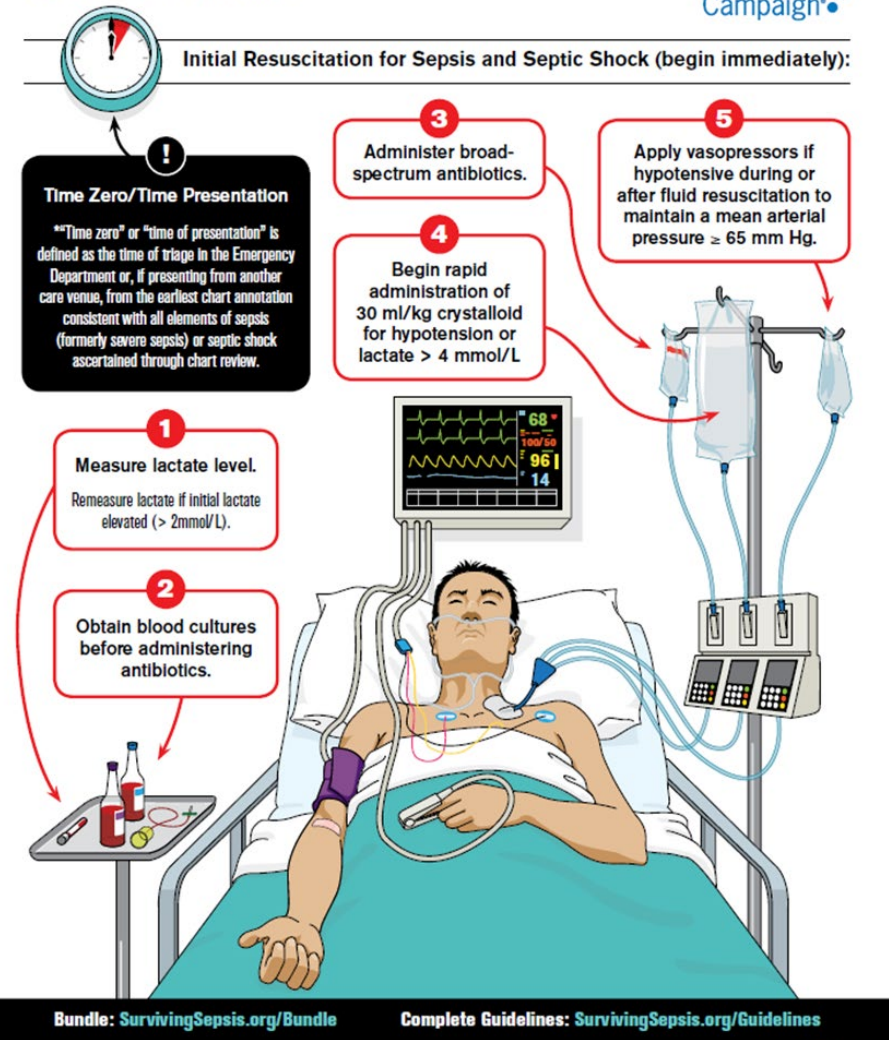 Campaign®
Initial Resuscitation for Sepsis and Septic Shock (begin immediately):
!
Time Zero/Time Presentation
*“Time zero” or “time of presentation” is
defined as the time of triage in the Emergency
Department or, if presenting from another
care venue, from the earliest chart annotation
consistent with all elements of sepsis
(formerly severe sepsis) or septic shock
ascertained through chart review.
3
Administer broad-
spectrum antibiotics.
5
Apply vasopressors if
hypotensive during or
after fluid resuscitation to
maintain a mean arterial
pressure ≥ 65 mm Hg.
4
Begin rapid
administration of
30 ml/kg crystalloid
for hypotension or
lactate > 4 mmol/L
1
Measure lactate level.
Remeasure lactate if initial lactate
elevated (> 2mmol/L).
2
Obtain blood cultures
before administering
antibiotics.
68
100/50
96
14
Bundle: SurvivingSepsis.org/Bundle
Complete Guidelines: SurvivingSepsis.org/Guidelines